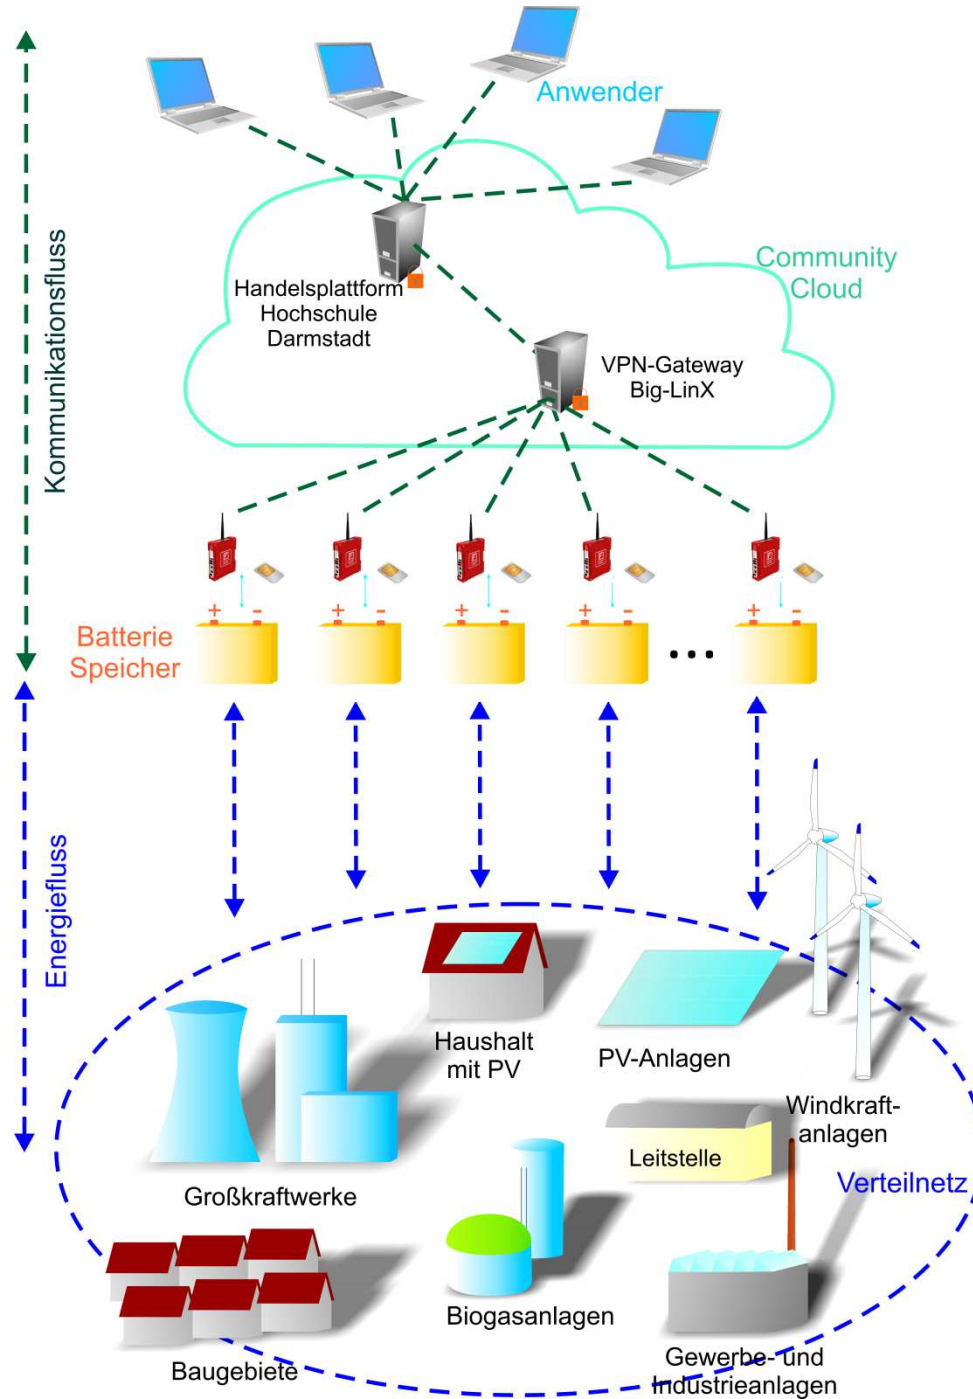 Anwender
Community
Cloud
Handelsplattform
Hochschule
Darmstadt
VPN-Gateway
Big-LinX
Kommunikationsfluss
+ - + - + - + - + -
Batterie
Speicher
Energiefluss
Haushalt
mit PV
PV-Anlagen
Windkraft-
anlagen
Leitstelle
Großkraftwerke
Verteilnetz
Biogasanlagen
Baugebiete
Gewerbe- und
Industrieanlagen